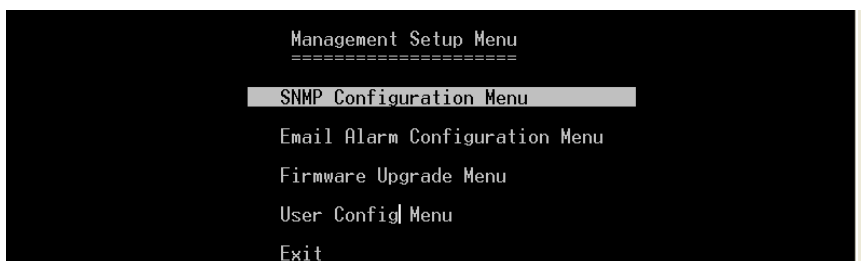 Management Setup Menu
=====================
SNMP Configuration Menu
Email Alarm Configuration Menu
Firmware Upgrade Menu
User Config Menu
Exit